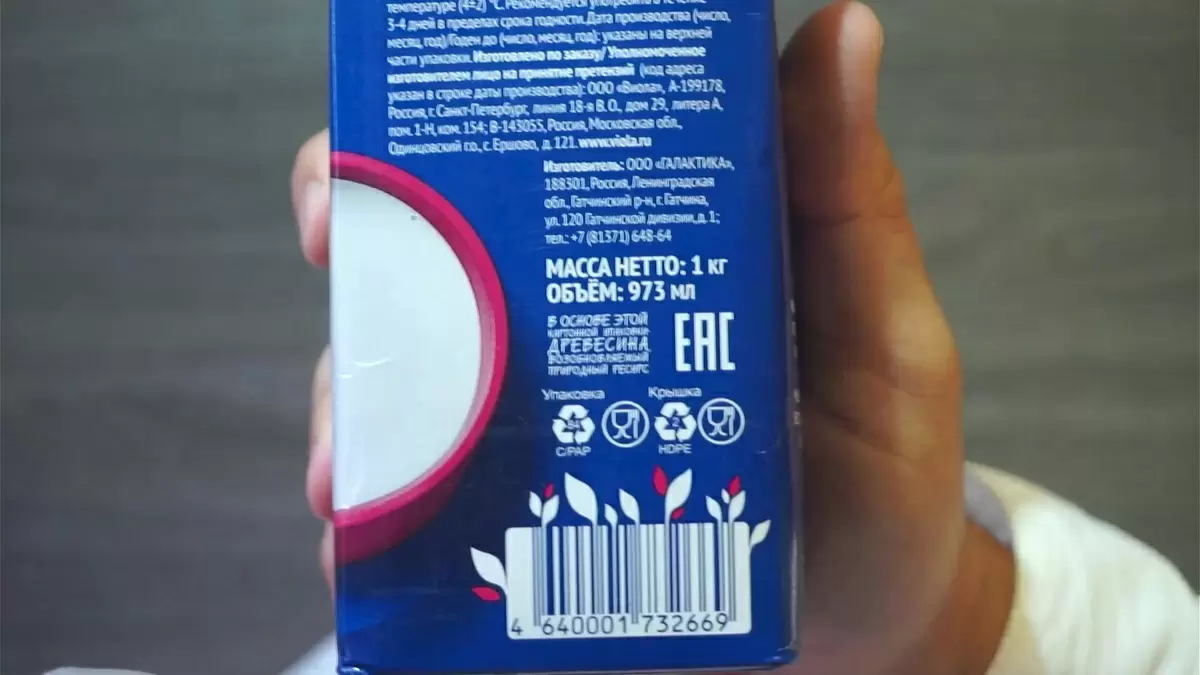 температуре (4±2) °С. Рекомендуется употребить в течение
3-4 дней в пределах срока годности. Дата производства (число,
месяц, год)/Годен до (число, месяц, год): указаны на верхней
части упаковки. Изготовлено по заказу/ Уполномоченное
изготовителем лицо на принятие претензий (код адреса
указан в строке даты производства): ООО «Виола», А-199178,
Россия, г. Санкт-Петербург, линия 18-я В.О., дом 29, литера А,
пом. 1-Н, ком. 154; В-143055, Россия, Московская обл.,
Одинцовский г.о., с. Ершово, д. 121. www.viola.ru
Изготовитель: ООО «ГАЛАКТИКА»,
188301, Россия, Ленинградская
обл., Гатчинский р-н, г. Гатчина,
ул. 120 Гатчинской дивизии, д. 1;
тел.: +7 (81371) 648-64
МАССА НЕТТО: 1 кг
ОБЪЁМ: 973 мл
В ОСНОВЕ ЭТОЙ
КАРТОННОЙ УПАКОВКИ-
ДРЕВЕСИНА,
ВОЗОБНОВЛЯЕМЫЙ
ПРИРОДНЫЙ РЕСУРС
EAC
Упаковка Крышка
84 2
C/PAP HDPE
4 640001 732669